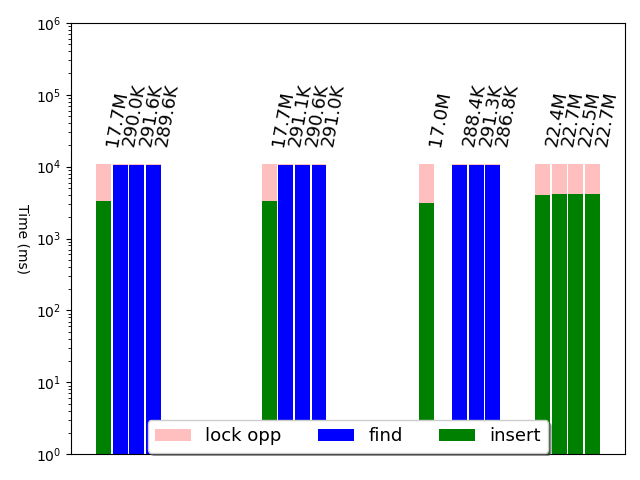 10^6
10^5
10^4
10^3
10^2
10^1
10^0
Time (ms)
17.7M
290.0K
291.6K
289.6K
17.7M
291.1K
290.6K
291.0K
17.0M
288.4K
291.3K
286.8K
22.4M
22.7M
22.5M
22.7M
lock opp find insert